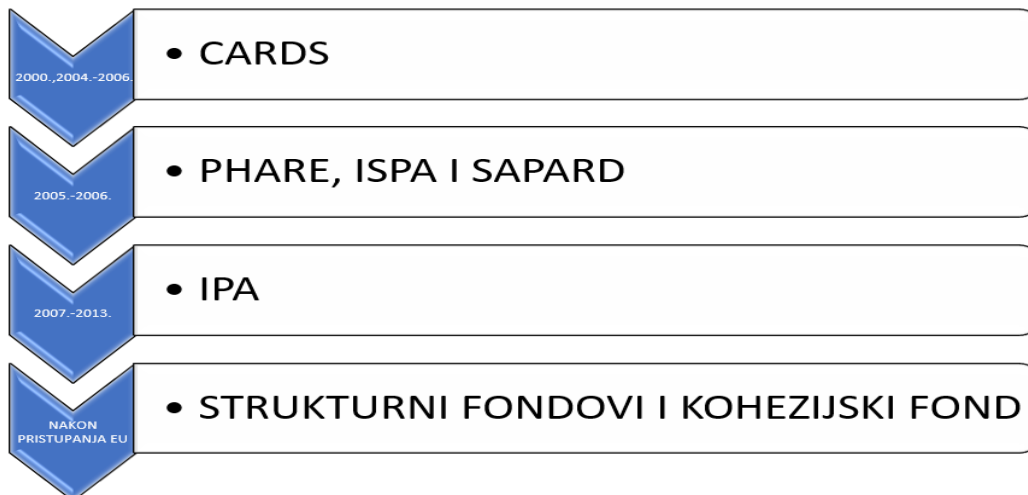 2000.,2004.-2006.
• CARDS
2005.-2006.
• PHARE, ISPA I SAPARD
2007.-2013.
• IPA
NAKON
PRISTUPANJA EU
• STRUKTURNI FONDOVI I KOHEZIJSKI FOND